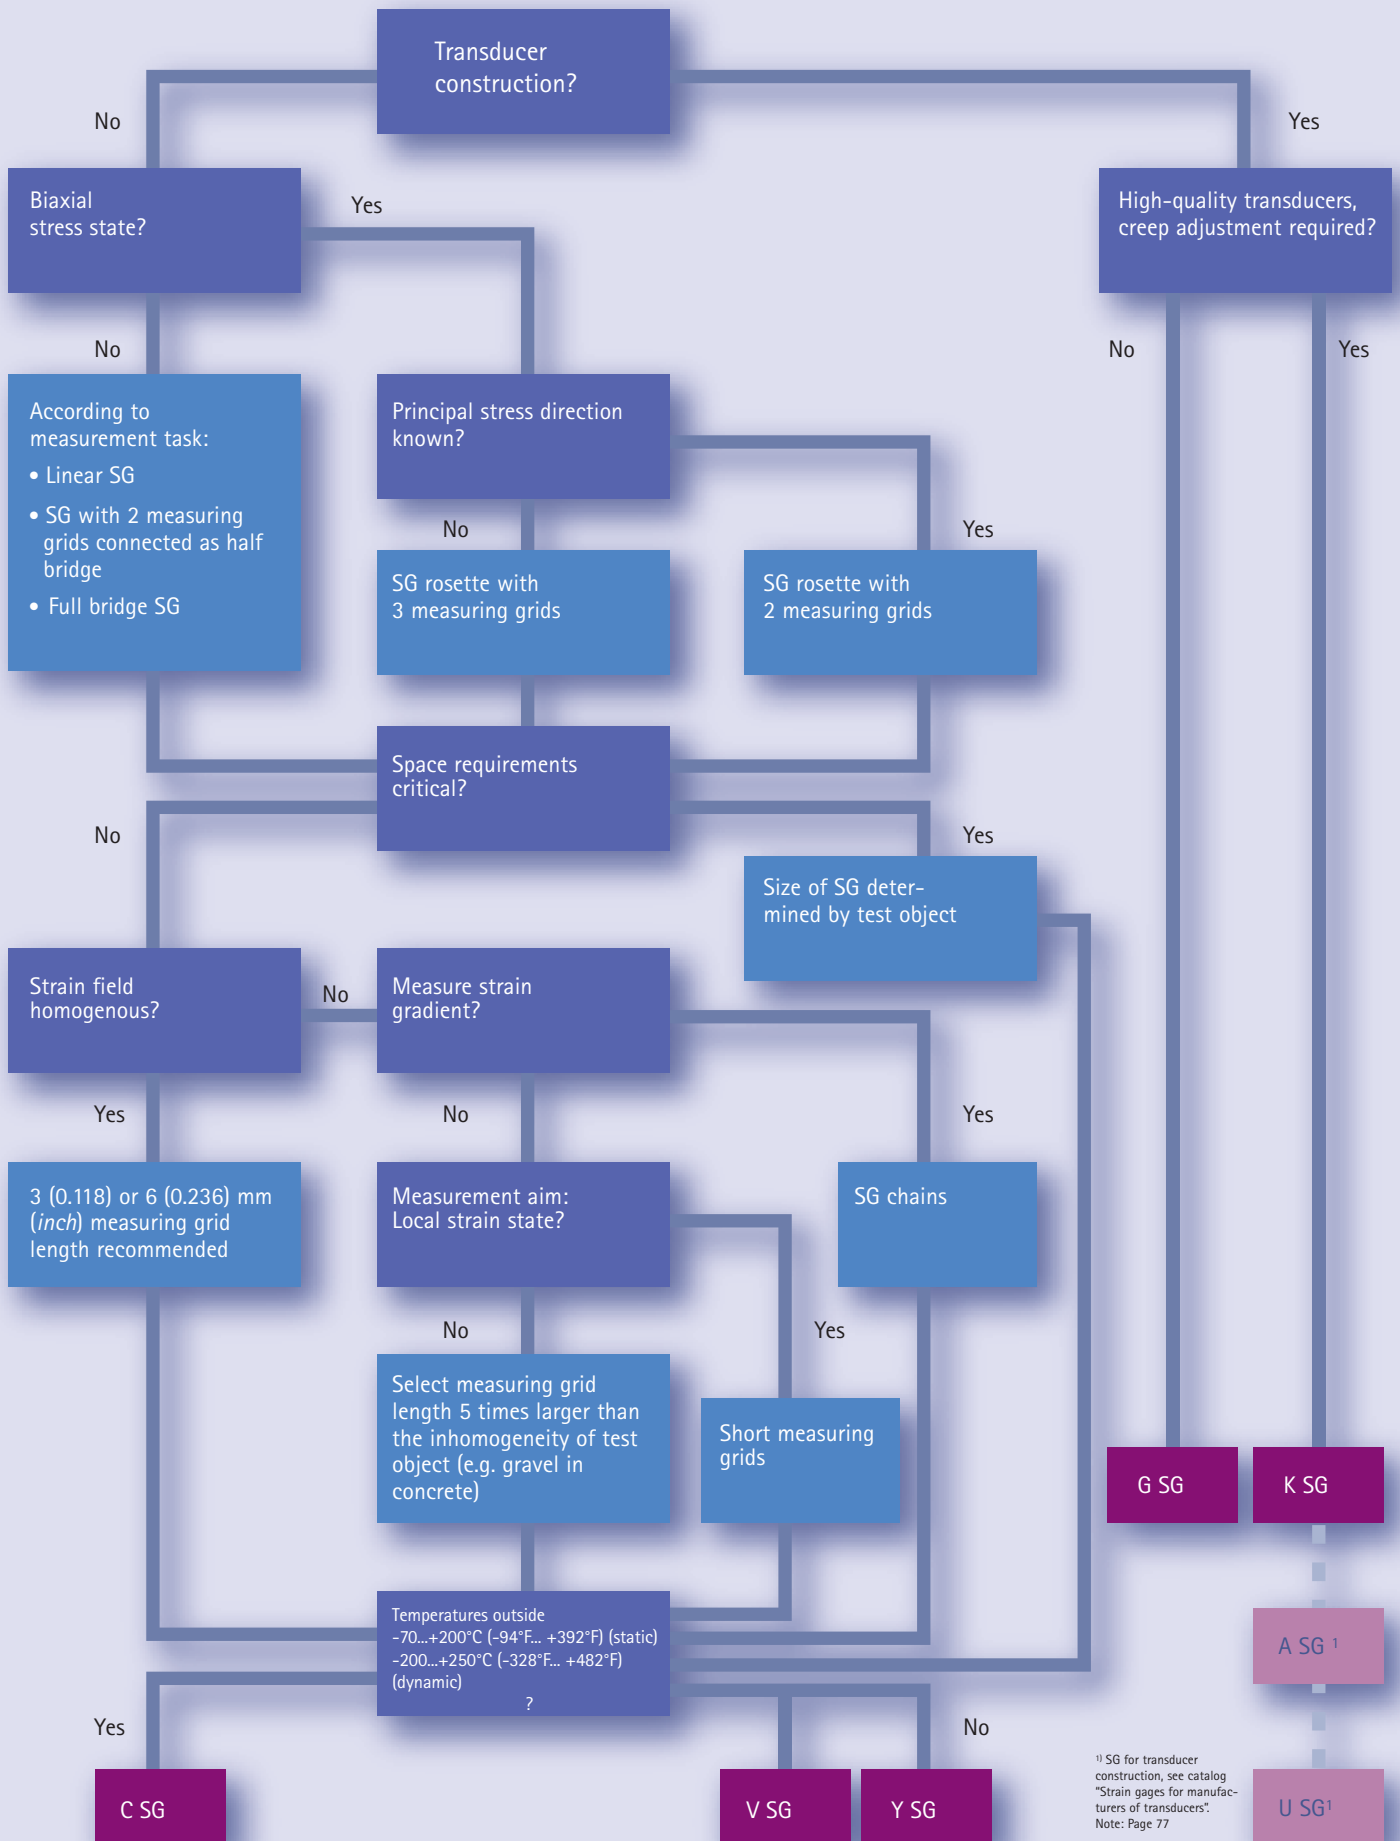 Transducer
construction?
No
Yes
Biaxial
stress state?
Yes
High-quality transducers,
creep adjustment required?
No
No
Yes
According to
measurement task:
• Linear SG
• SG with 2 measuring
grids connected as half
bridge
• Full bridge SG
Principal stress direction
known?
No
Yes
SG rosette with
3 measuring grids
SG rosette with
2 measuring grids
Space requirements
critical?
No
Yes
Size of SG deter-
mined by test object
Strain field
homogenous?
No
Measure strain
gradient?
Yes
No
Yes
3 (0.118) or 6 (0.236) mm
(inch) measuring grid
length recommended
Measurement aim:
Local strain state?
SG chains
No
Yes
Select measuring grid
length 5 times larger than
the inhomogeneity of test
object (e.g. gravel in
concrete)
Short measuring
grids
G SG
K SG
Temperatures outside
-70...+200°C (-94°F... +392°F) (static)
-200...+250°C (-328°F... +482°F)
(dynamic)
?
A SG ¹
Yes
No
C SG
V SG
Y SG
¹⁾ SG for transducer
construction, see catalog
"Strain gages for manufac-
turers of transducers".
Note: Page 77
U SG¹